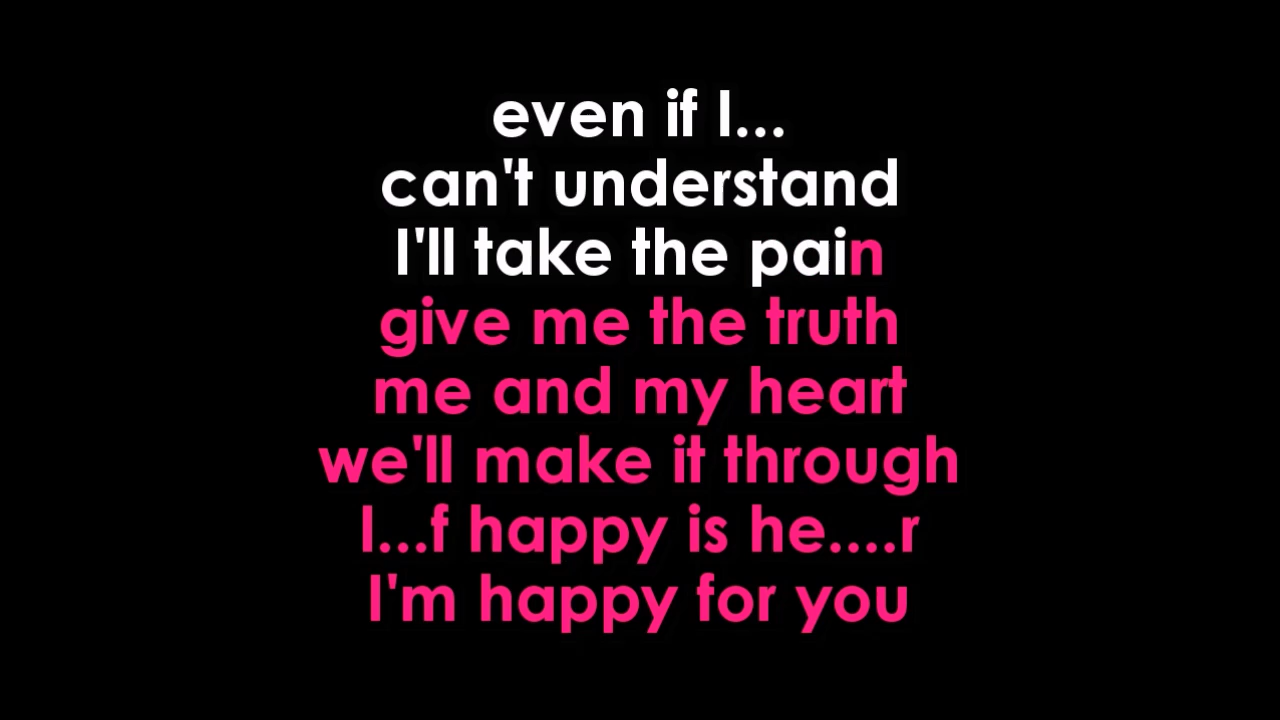 even if I...
can't understand
I'll take the pain
give me the truth
me and my heart
we'll make it through
I...f happy is he....r
I'm happy for you